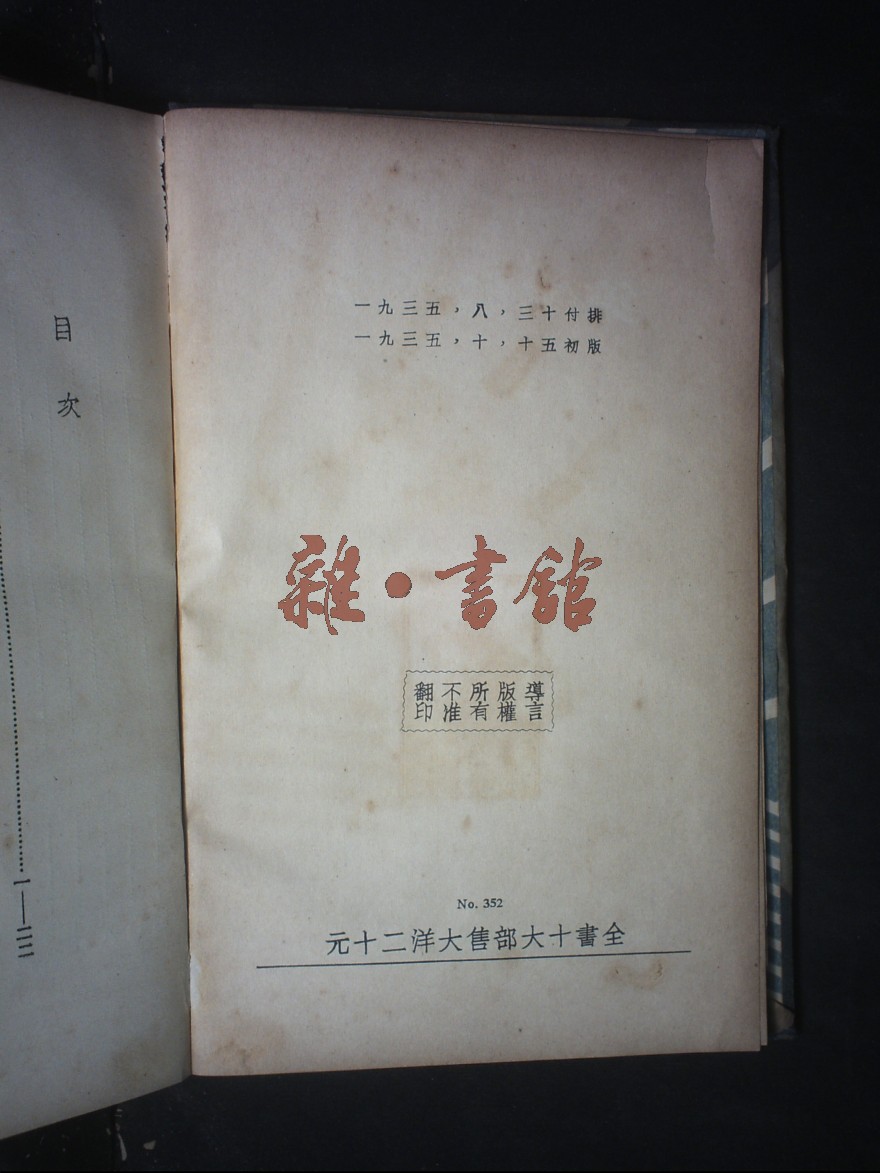 目次
一九三五，八，三十付排
一九三五，十，十五初版
雜·書館
導言
版權
所有
不准
翻印
No. 352
全書十大部售大洋二十元